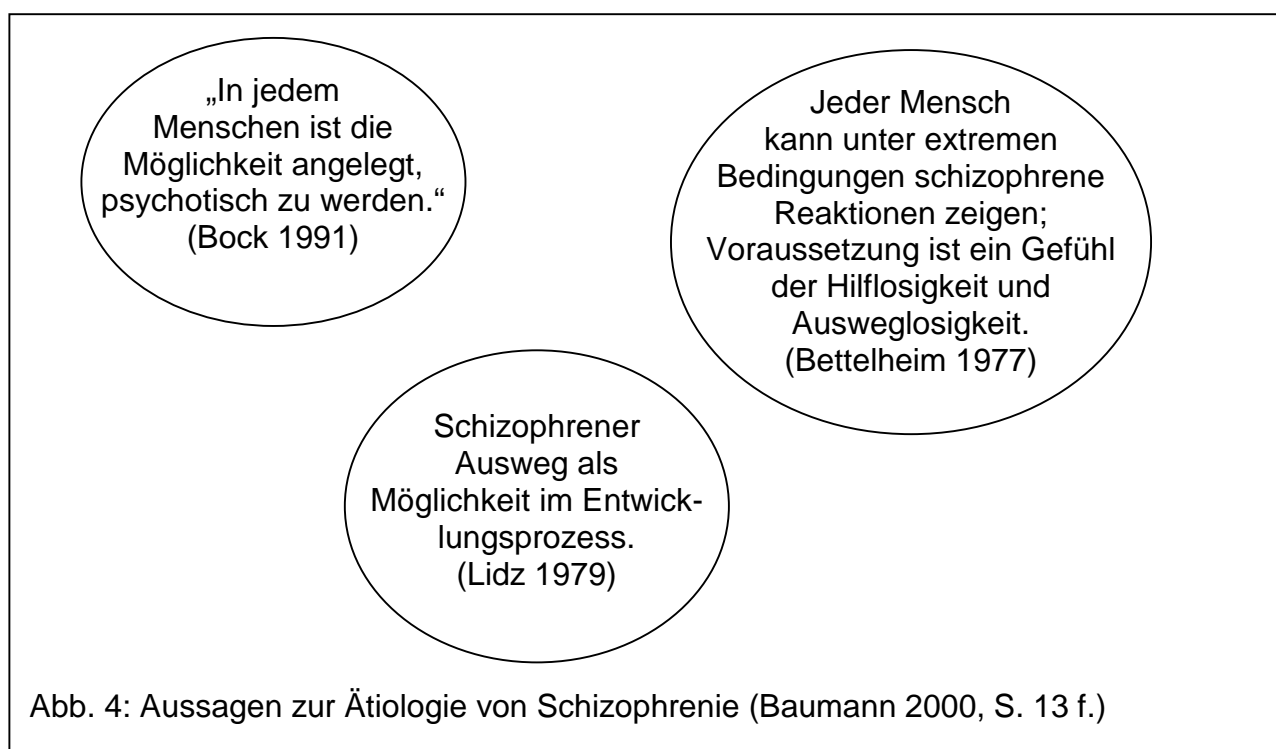 „In jedem
Menschen ist die
Möglichkeit angelegt,
psychotisch zu werden.“
(Bock 1991)
Jeder Mensch
kann unter extremen
Bedingungen schizophrene
Reaktionen zeigen;
Voraussetzung ist ein Gefühl
der Hilflosigkeit und
Ausweglosigkeit.
(Bettelheim 1977)
Schizophrener
Ausweg als
Möglichkeit im Entwick-
lungsprozess.
(Lidz 1979)
Abb. 4: Aussagen zur Ätiologie von Schizophrenie (Baumann 2000, S. 13 f.)